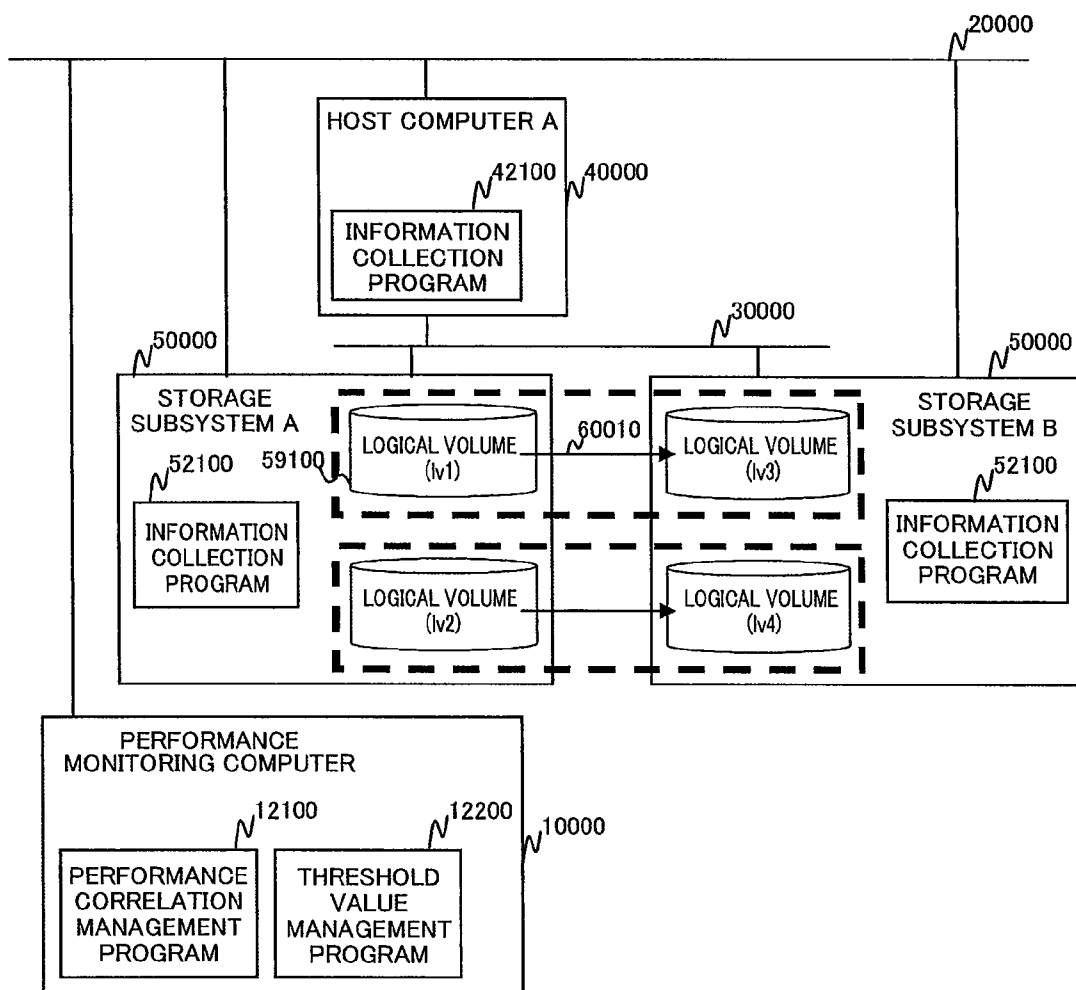 20000
HOST COMPUTER A
42100
40000
INFORMATION
COLLECTION
PROGRAM
30000
50000
50000
STORAGE
SUBSYSTEM A
STORAGE
SUBSYSTEM B
LOGICAL VOLUME
(lv1)
60010
LOGICAL VOLUME
(lv3)
59100
52100
52100
INFORMATION
COLLECTION
PROGRAM
INFORMATION
COLLECTION
PROGRAM
LOGICAL VOLUME
(lv2)
LOGICAL VOLUME
(lv4)
PERFORMANCE
MONITORING COMPUTER
12100
12200
10000
PERFORMANCE
CORRELATION
MANAGEMENT
PROGRAM
THRESHOLD
VALUE
MANAGEMENT
PROGRAM